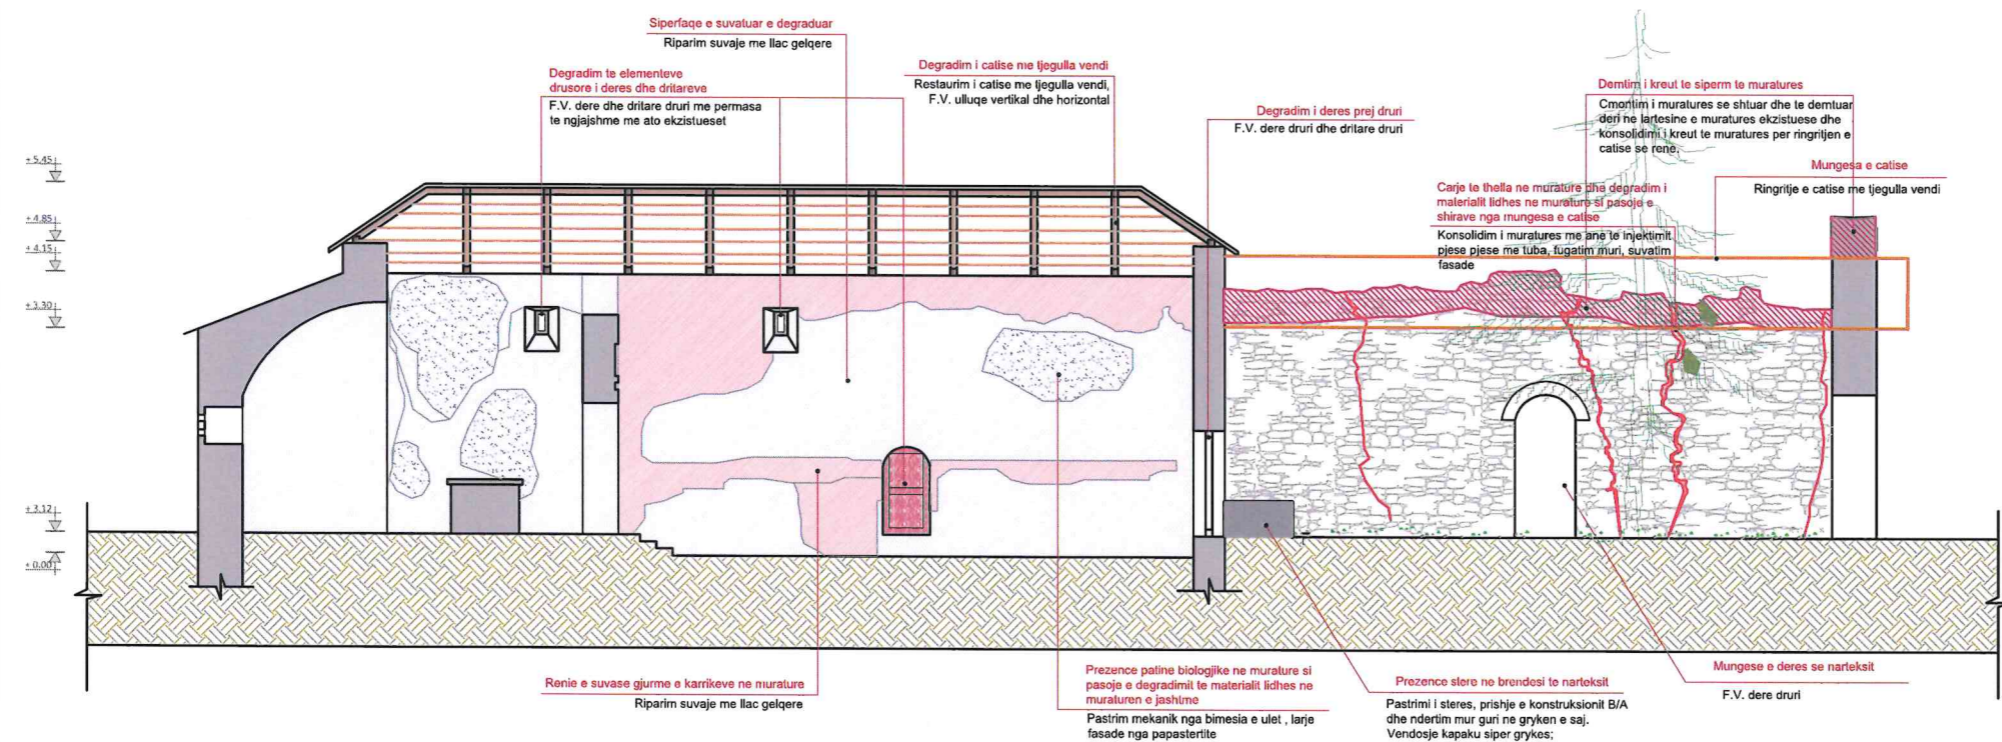 Siperfaqe e suvatuar e degraduar
Riparim suvaje me llac gelqere
Degradim te elementeve
drusore i deres dhe dritareve
F.V. dere dhe dritare druri me permasa
te ngjajshme me ato ekzistueset
Degradim i catise me tjegulla vendi
Restaurim i catise me tjegulla vendi,
F.V. ulluqe vertikal dhe horizontal
Degradim i deres prej druri
F.V. dere druri dhe dritare druri
Demtim i kreut te siperm te muratures
Cmontim i muratures se shtuar dhe te demtuar
deri ne lartesine e muratures ekzistuese dhe
konsolidimi i kreut te muratures per ringritjen e
catise se rene.
Mungesa e catise
Ringritje e catise me tjegulla vendi
Carje te thella ne murature dhe degradim i
materialit lidhes ne murature si pasoje e
shirave nga mungesa e catise
Konsolidim i muratures me ane te injektimit
pjese pjese me tuba, fugatim muri, suvatim
fasade
+ 5.45
+ 4.85
+ 4.15
+ 3.30
+ 3.12
+ 0.00
Renie e suvase gjurme e karrikeve ne murature
Riparim suvaje me llac gelqere
Prezence patine biologjike ne murature si
pasoje e degradimit te materialit lidhes ne
muraturen e jashtme
Pastrim mekanik nga bimesia e ulet , larje
fasade nga papastertite
Prezence stere ne brendesi te narteksit
Pastrimi i steres, prishje e konstruksionit B/A
dhe ndertim mur guri ne gryken e saj.
Vendosje kapaku siper grykes;
Mungese e deres se narteksit
F.V. dere druri